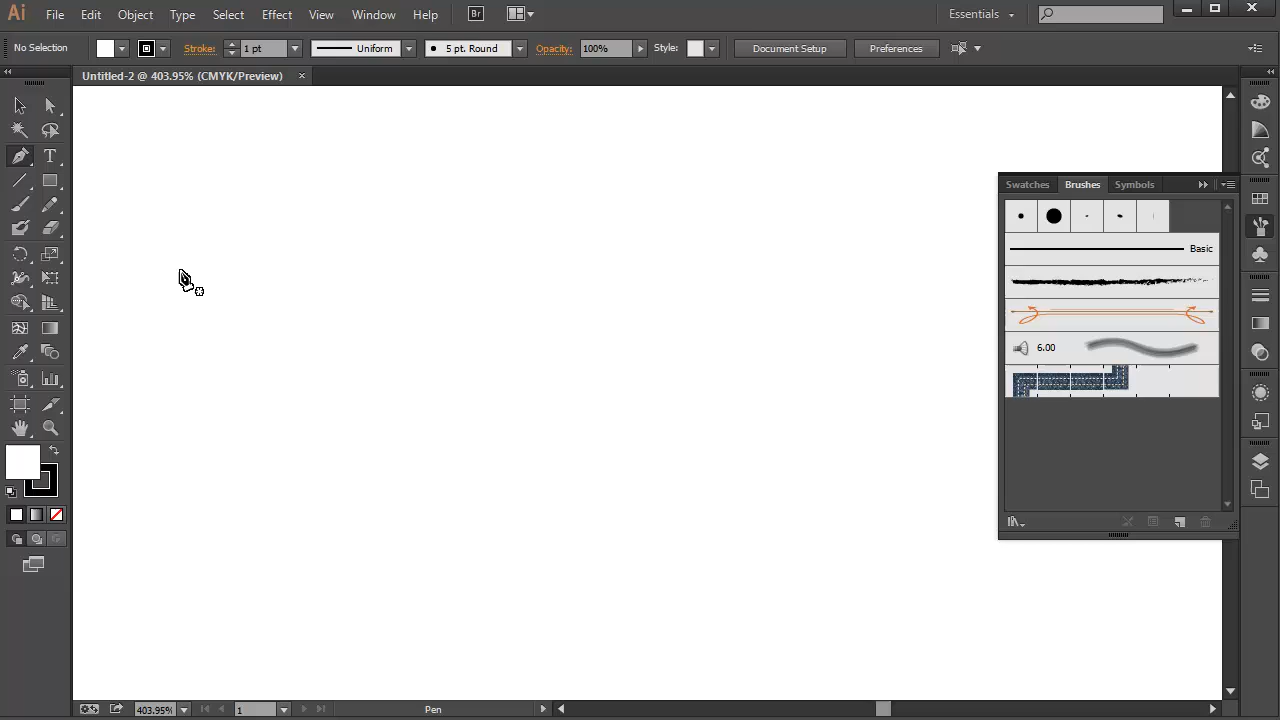 Ai File Edit Object Type Select Effect View Window Help Br Essentials
No Selection Stroke: 1 pt Uniform 5 pt. Round Opacity: 100% Style: Document Setup Preferences
Untitled-2 @ 403.95% (CMYK/Preview)
T
Swatches Brushes Symbols
Basic
6.00
403.95% 1 Pen